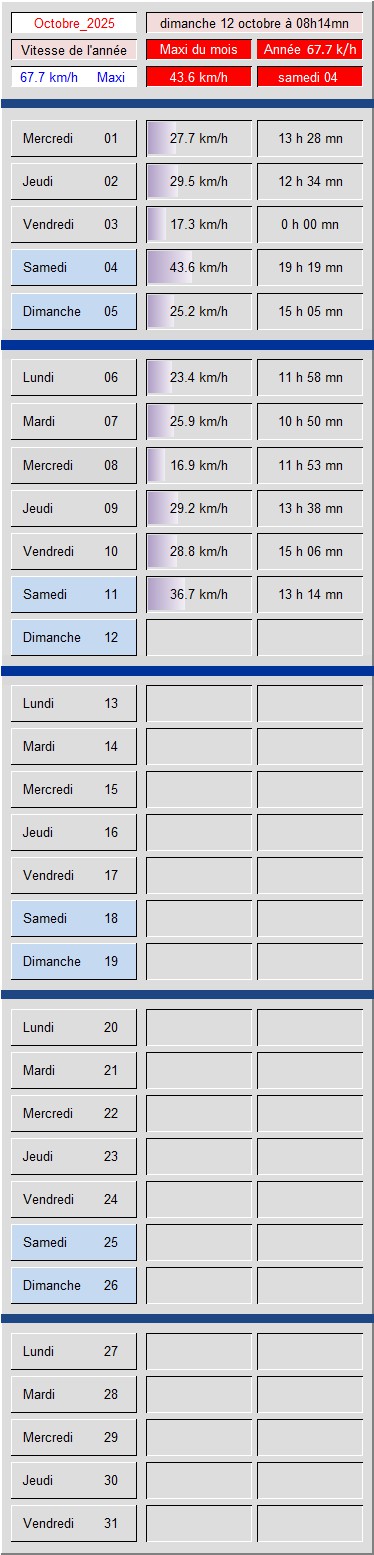 Octobre_2025 dimanche 12 octobre à 08h14mn
Vitesse de l'année Maxi du mois Année 67.7 k/h
67.7 km/h Maxi 43.6 km/h samedi 04
Mercredi 01 27.7 km/h 13 h 28 mn
Jeudi 02 29.5 km/h 12 h 34 mn
Vendredi 03 17.3 km/h 0 h 00 mn
Samedi 04 43.6 km/h 19 h 19 mn
Dimanche 05 25.2 km/h 15 h 05 mn
Lundi 06 23.4 km/h 11 h 58 mn
Mardi 07 25.9 km/h 10 h 50 mn
Mercredi 08 16.9 km/h 11 h 53 mn
Jeudi 09 29.2 km/h 13 h 38 mn
Vendredi 10 28.8 km/h 15 h 06 mn
Samedi 11 36.7 km/h 13 h 14 mn
Dimanche 12
Lundi 13
Mardi 14
Mercredi 15
Jeudi 16
Vendredi 17
Samedi 18
Dimanche 19
Lundi 20
Mardi 21
Mercredi 22
Jeudi 23
Vendredi 24
Samedi 25
Dimanche 26
Lundi 27
Mardi 28
Mercredi 29
Jeudi 30
Vendredi 31